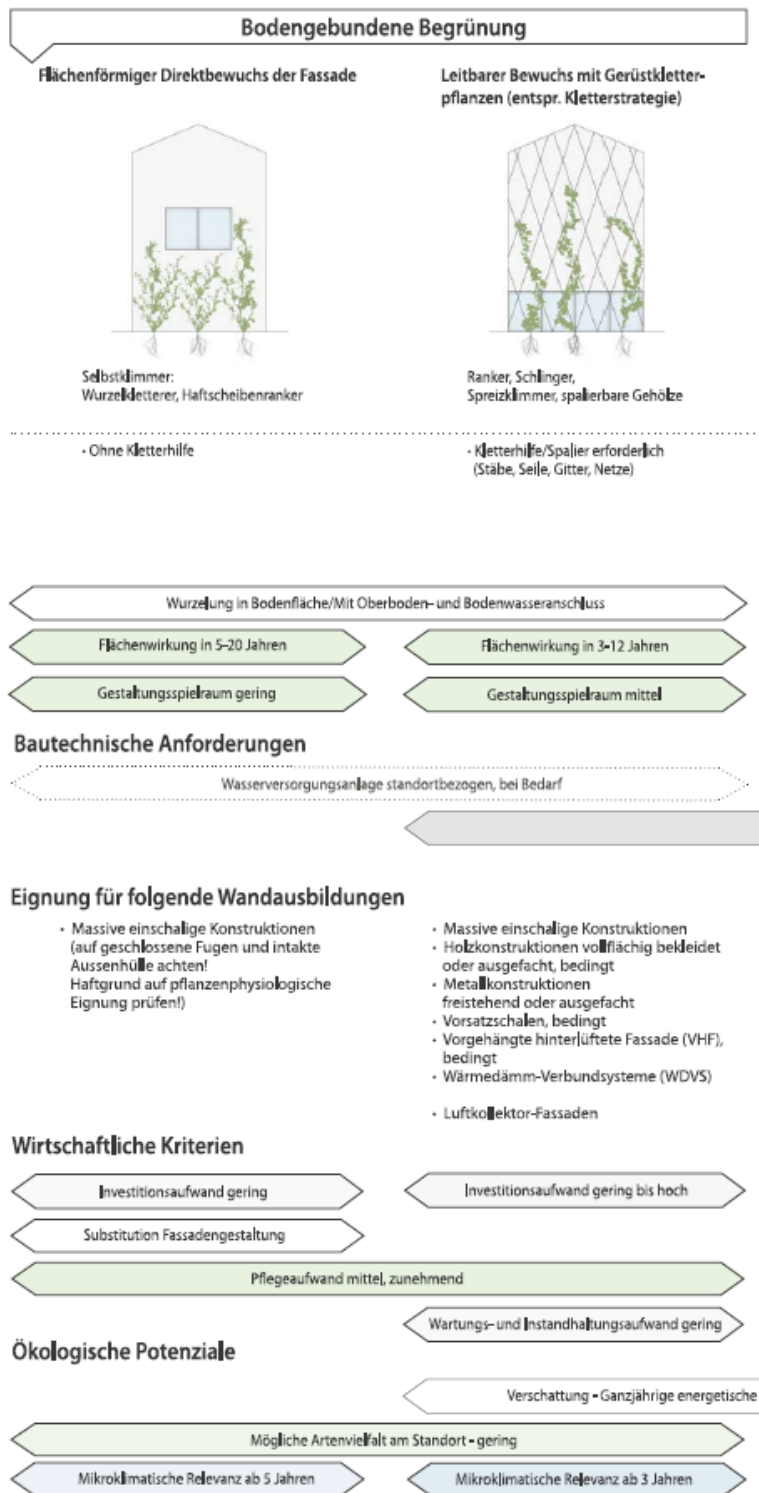 Bodengebundene Begrünung
Flächenförmiger Direktbewuchs der Fassade
Leitbarer Bewuchs mit Gerüstkletter-
pflanzen (entspr. Kletterstrategie)
Selbstklimmer:
Wurzelkletterer, Haftscheibenranker
Ranker, Schlinger,
Spreizklimmer, spalierbare Gehölze
• Ohne Kletterhilfe
• Kletterhilfe/Spalier erforderlich
(Stäbe, Seile, Gitter, Netze)
Wurzelung in Bodenfläche/Mit Oberboden- und Bodenwasseranschluss
Flächenwirkung in 5-20 Jahren
Flächenwirkung in 3-12 Jahren
Gestaltungsspielraum gering
Gestaltungsspielraum mittel
Bautechnische Anforderungen
Wasserversorgungsanlage standortbezogen, bei Bedarf
Eignung für folgende Wandausbildungen
• Massive einschalige Konstruktionen
(auf geschlossene Fugen und intakte
Aussenhülle achten!
Haftgrund auf pflanzenphysiologische
Eignung prüfen!)
• Massive einschalige Konstruktionen
• Holzkonstruktionen vollflächig bekleidet
oder ausgefacht, bedingt
• Metallkonstruktionen
freistehend oder ausgefacht
• Vorsatzschalen, bedingt
• Vorgehängte hinterlüftete Fassade (VHF),
bedingt
• Wärmedämm-Verbundsysteme (WDVS)
• Luftkollektor-Fassaden
Wirtschaftliche Kriterien
Investitionsaufwand gering
Investitionsaufwand gering bis hoch
Substitution Fassadengestaltung
Pflegeaufwand mittel, zunehmend
Wartungs- und Instandhaltungsaufwand gering
Ökologische Potenziale
Verschattung - Ganzjährige energetische
Mögliche Artenvielfalt am Standort - gering
Mikroklimatische Relevanz ab 5 Jahren
Mikroklimatische Relevanz ab 3 Jahren